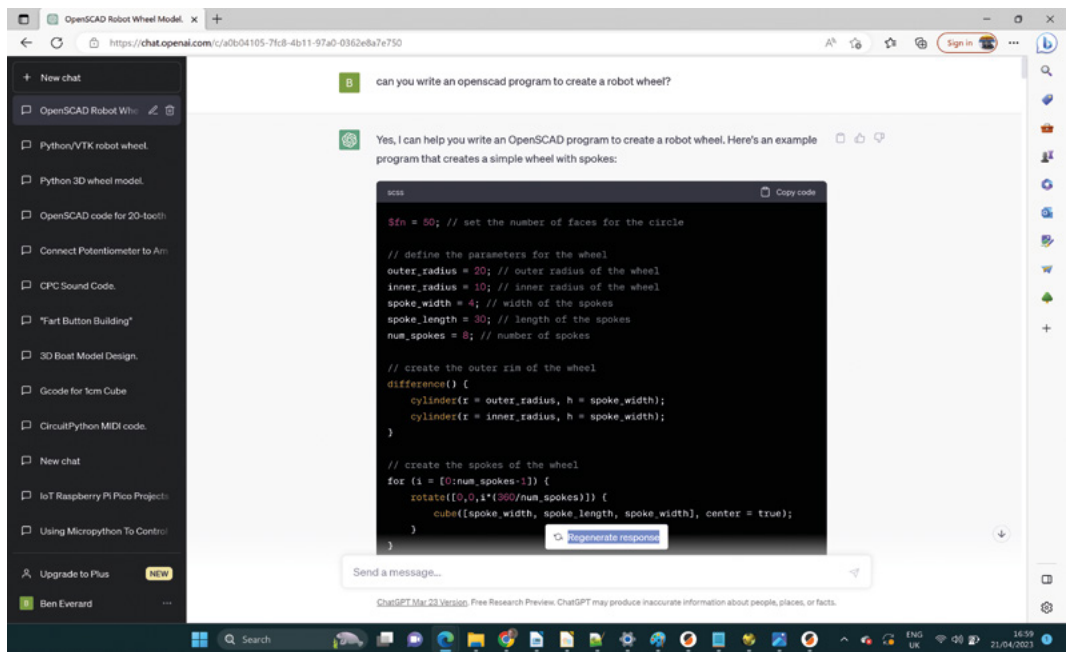 OpenSCAD Robot Wheel Model.
https://chat.openai.com/c/a0b04105-7fc8-4b11-97a0-0362e8a7e750
Sign in
+ New chat
OpenSCAD Robot Whe
Python/VTK robot wheel.
Python 3D wheel model.
OpenSCAD code for 20-tooth
Connect Potentiometer to Am
CPC Sound Code.
"Fart Button Building"
3D Boat Model Design.
Gcode for 1cm Cube
CircuitPython MIDI code.
New chat
IoT Raspberry Pi Pico Projects
Using Micropython To Control
Upgrade to Plus NEW
B Ben Everard
B can you write an openscad program to create a robot wheel?
Yes, I can help you write an OpenSCAD program to create a robot wheel. Here's an example
program that creates a simple wheel with spokes:
scss Copy code
$fn = 50; // set the number of faces for the circle
// define the parameters for the wheel
outer_radius = 20; // outer radius of the wheel
inner_radius = 10; // inner radius of the wheel
spoke_width = 4; // width of the spokes
spoke_length = 30; // length of the spokes
num_spokes = 8; // number of spokes
// create the outer rim of the wheel
difference() {
cylinder(r = outer_radius, h = spoke_width);
cylinder(r = inner_radius, h = spoke_width);
}
// create the spokes of the wheel
for (i = [0:num_spokes-1]) {
rotate([0,0,i*(360/num_spokes)]) {
cube([spoke_width, spoke_length, spoke_width], center = true);
}
}
Regenerate response
Send a message...
ChatGPT Mar 23 Version. Free Research Preview. ChatGPT may produce inaccurate information about people, places, or facts.
Search
ENG
UK
16:59
21/04/2023